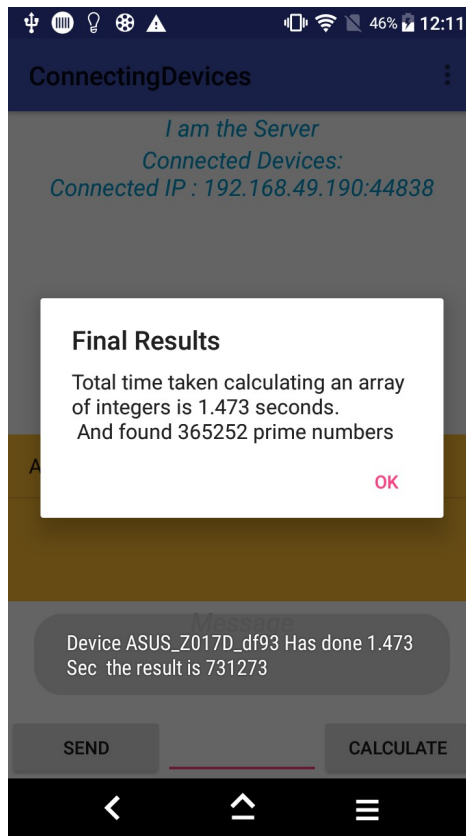 46% 12:11
ConnectingDevices
I am the Server
Connected Devices:
Connected IP : 192.168.49.190:44838
Final Results
Total time taken calculating an array
of integers is 1.473 seconds.
And found 365252 prime numbers
OK
A
Message
Device ASUS_Z017D_df93 Has done 1.473
Sec the result is 731273
SEND
CALCULATE